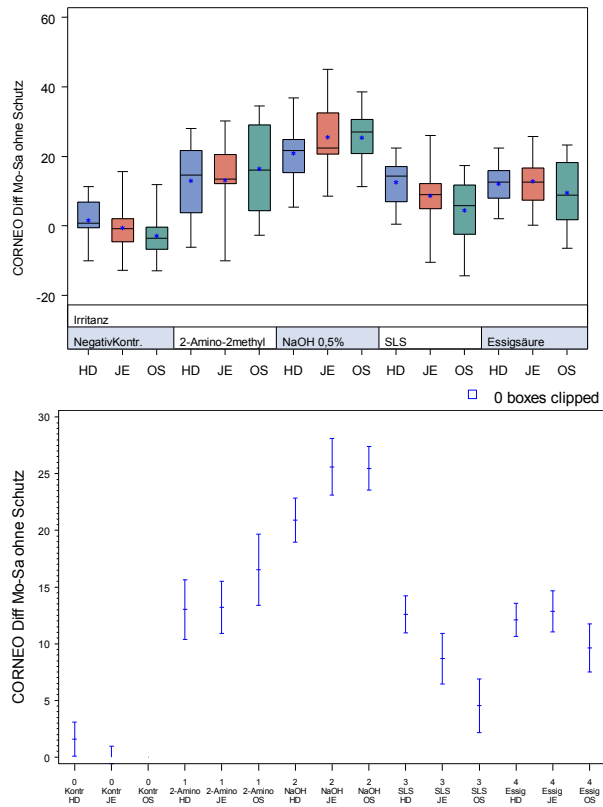 CORNEO Diff Mo-Sa ohne Schutz
60
40
20
0
-20
Irritanz
NegativKontr. 2-Amino-2methyl NaOH 0,5% SLS Essigsäure
HD JE OS HD JE OS HD JE OS HD JE OS HD JE OS
0 boxes clipped
CORNEO Diff Mo-Sa ohne Schutz
30
25
20
15
10
5
0
0 0 0 1 1 1 2 2 2 3 3 3 4 4 4
Kontr Kontr Kontr 2-Amino 2-Amino 2-Amino NaOH NaOH NaOH SLS SLS SLS Essig Essig Essig
HD JE OS HD JE OS HD JE OS HD JE OS HD JE OS